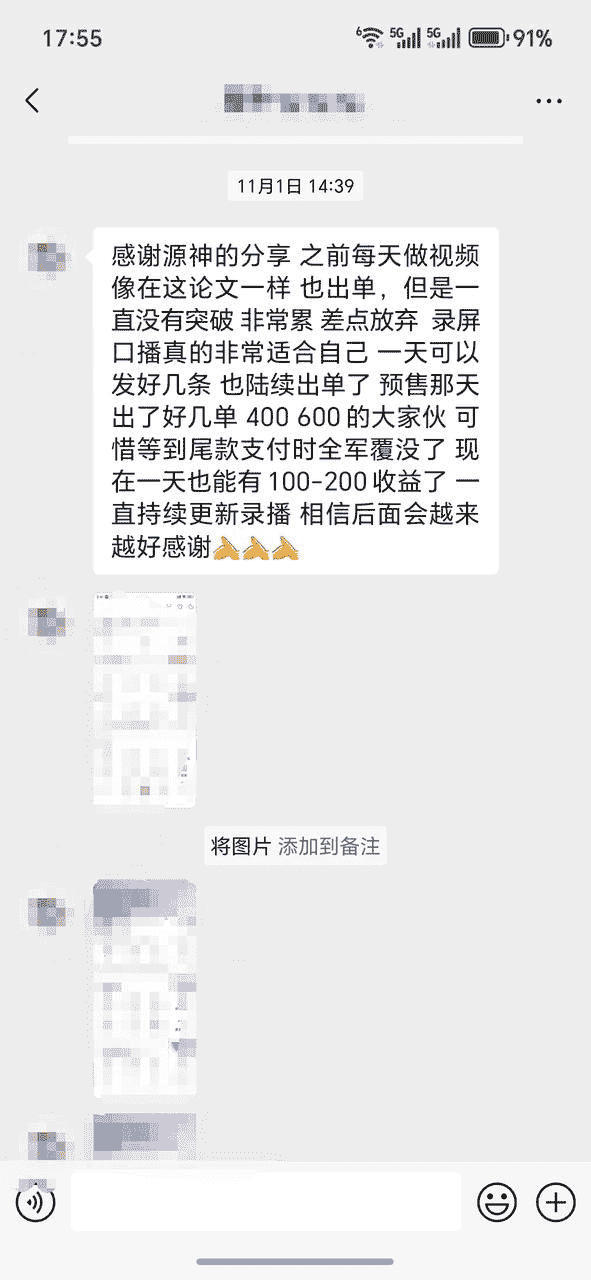 17:55
6 5G 5G 91%
11月1日 14:39
感谢源神的分享 之前每天做视频
像在这论文一样 也出单，但是一
直没有突破 非常累 差点放弃 录屏
口播真的非常适合自己 一天可以
发好几条 也陆续出单了 预售那天
出了好几单 400 600 的大家伙 可
惜等到尾款支付时全军覆没了 现
在一天也能有 100-200 收益了 一
直持续更新录播 相信后面会越来
越好感谢
将图片 添加到备注